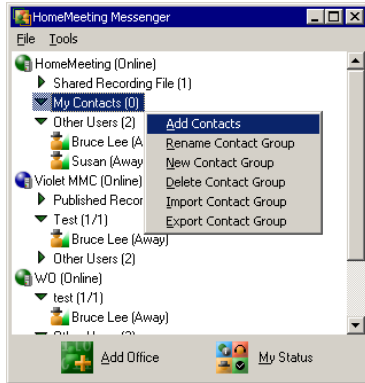 HomeMeeting Messenger
File Tools
HomeMeeting (Online)
Shared Recording File (1)
My Contacts (0)
Other Users (2)
Bruce Lee (A
Susan (Away
Violet MMC (Online)
Published Recor
Test (1/1)
Bruce Lee (Away)
Other Users (2)
WO (Online)
test (1/1)
Bruce Lee (Away)
Add Contacts
Rename Contact Group
New Contact Group
Delete Contact Group
Import Contact Group
Export Contact Group
Add Office
My Status